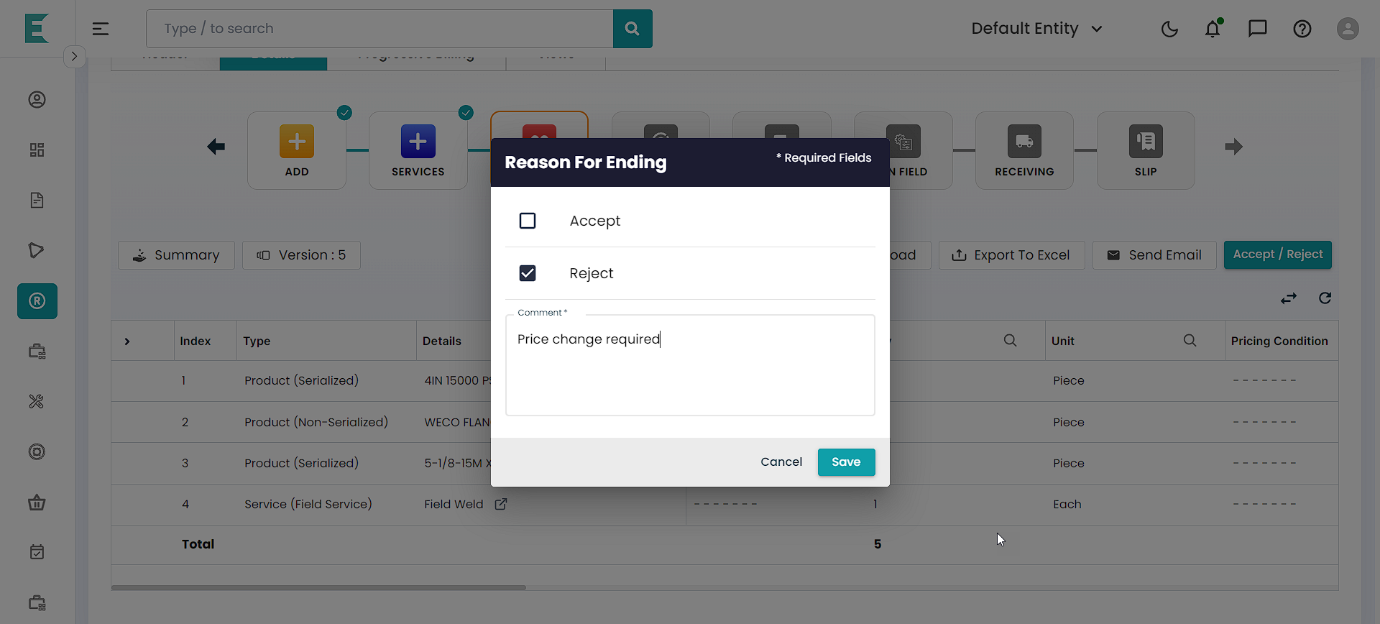 Type / to search
Default Entity
ADD
SERVICES
FIELD
RECEIVING
SLIP
Reason For Ending
* Required Fields
Accept
Reject
Comment *
Price change required
Cancel
Save
Summary
Version : 5
Export To Excel
Send Email
Accept / Reject
Index Type Details Unit Pricing Condition
1 Product (Serialized) 4IN 15000 Piece - - - - - - -
2 Product (Non-Serialized) WECO Piece - - - - - - -
3 Product (Serialized) 5-1/8-15M Piece - - - - - - -
4 Service (Field Service) Field Weld - - - - - - - 1 Each - - - - - - -
Total 5